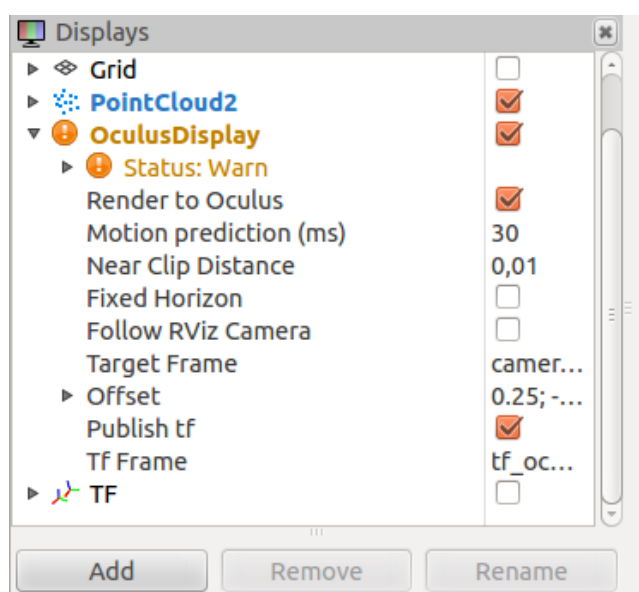 Displays
Grid
PointCloud2
OculusDisplay
Status: Warn
Render to Oculus
Motion prediction (ms) 30
Near Clip Distance 0,01
Fixed Horizon
Follow RViz Camera
Target Frame camer...
Offset 0.25; -...
Publish tf
Tf Frame tf_oc...
TF
Add Remove Rename